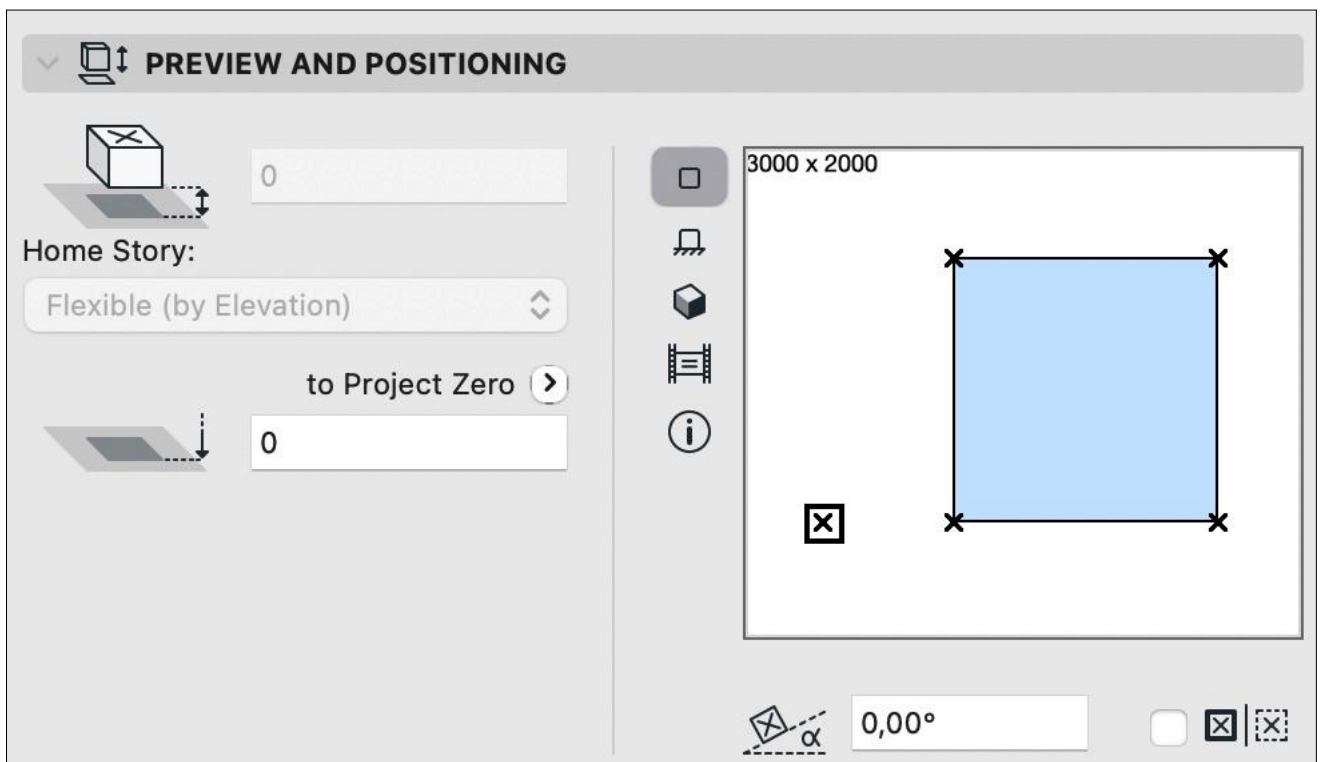 PREVIEW AND POSITIONING
0
Home Story:
Flexible (by Elevation)
to Project Zero
0
3000 x 2000
α
0,00°